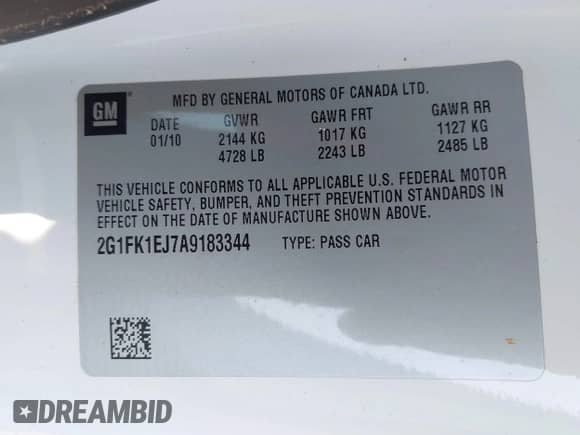 GM
MFD BY GENERAL MOTORS OF CANADA LTD.
DATE GVWR GAWR FRT GAWR RR
01/10 2144 KG 1017 KG 1127 KG
4728 LB 2243 LB 2485 LB
THIS VEHICLE CONFORMS TO ALL APPLICABLE U.S. FEDERAL MOTOR
VEHICLE SAFETY, BUMPER, AND THEFT PREVENTION STANDARDS IN
EFFECT ON THE DATE OF MANUFACTURE SHOWN ABOVE.
2G1FK1EJ7A9183344 TYPE: PASS CAR
DREAMBID